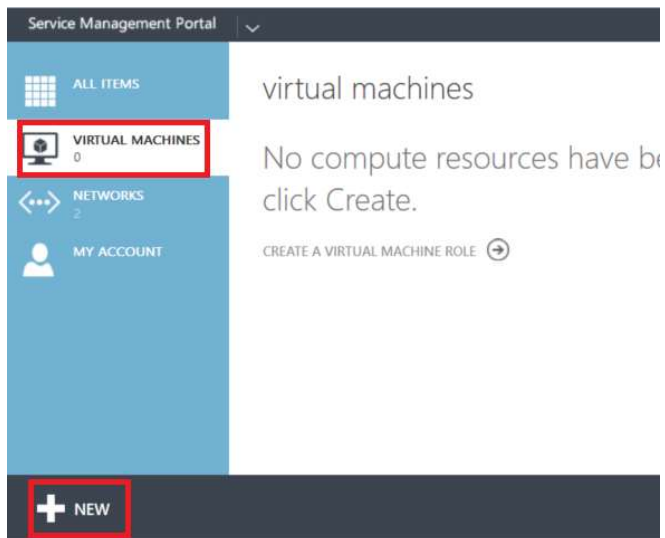 Service Management Portal
ALL ITEMS
VIRTUAL MACHINES
0
NETWORKS
2
MY ACCOUNT
virtual machines
No compute resources have
click Create.
CREATE A VIRTUAL MACHINE ROLE
NEW